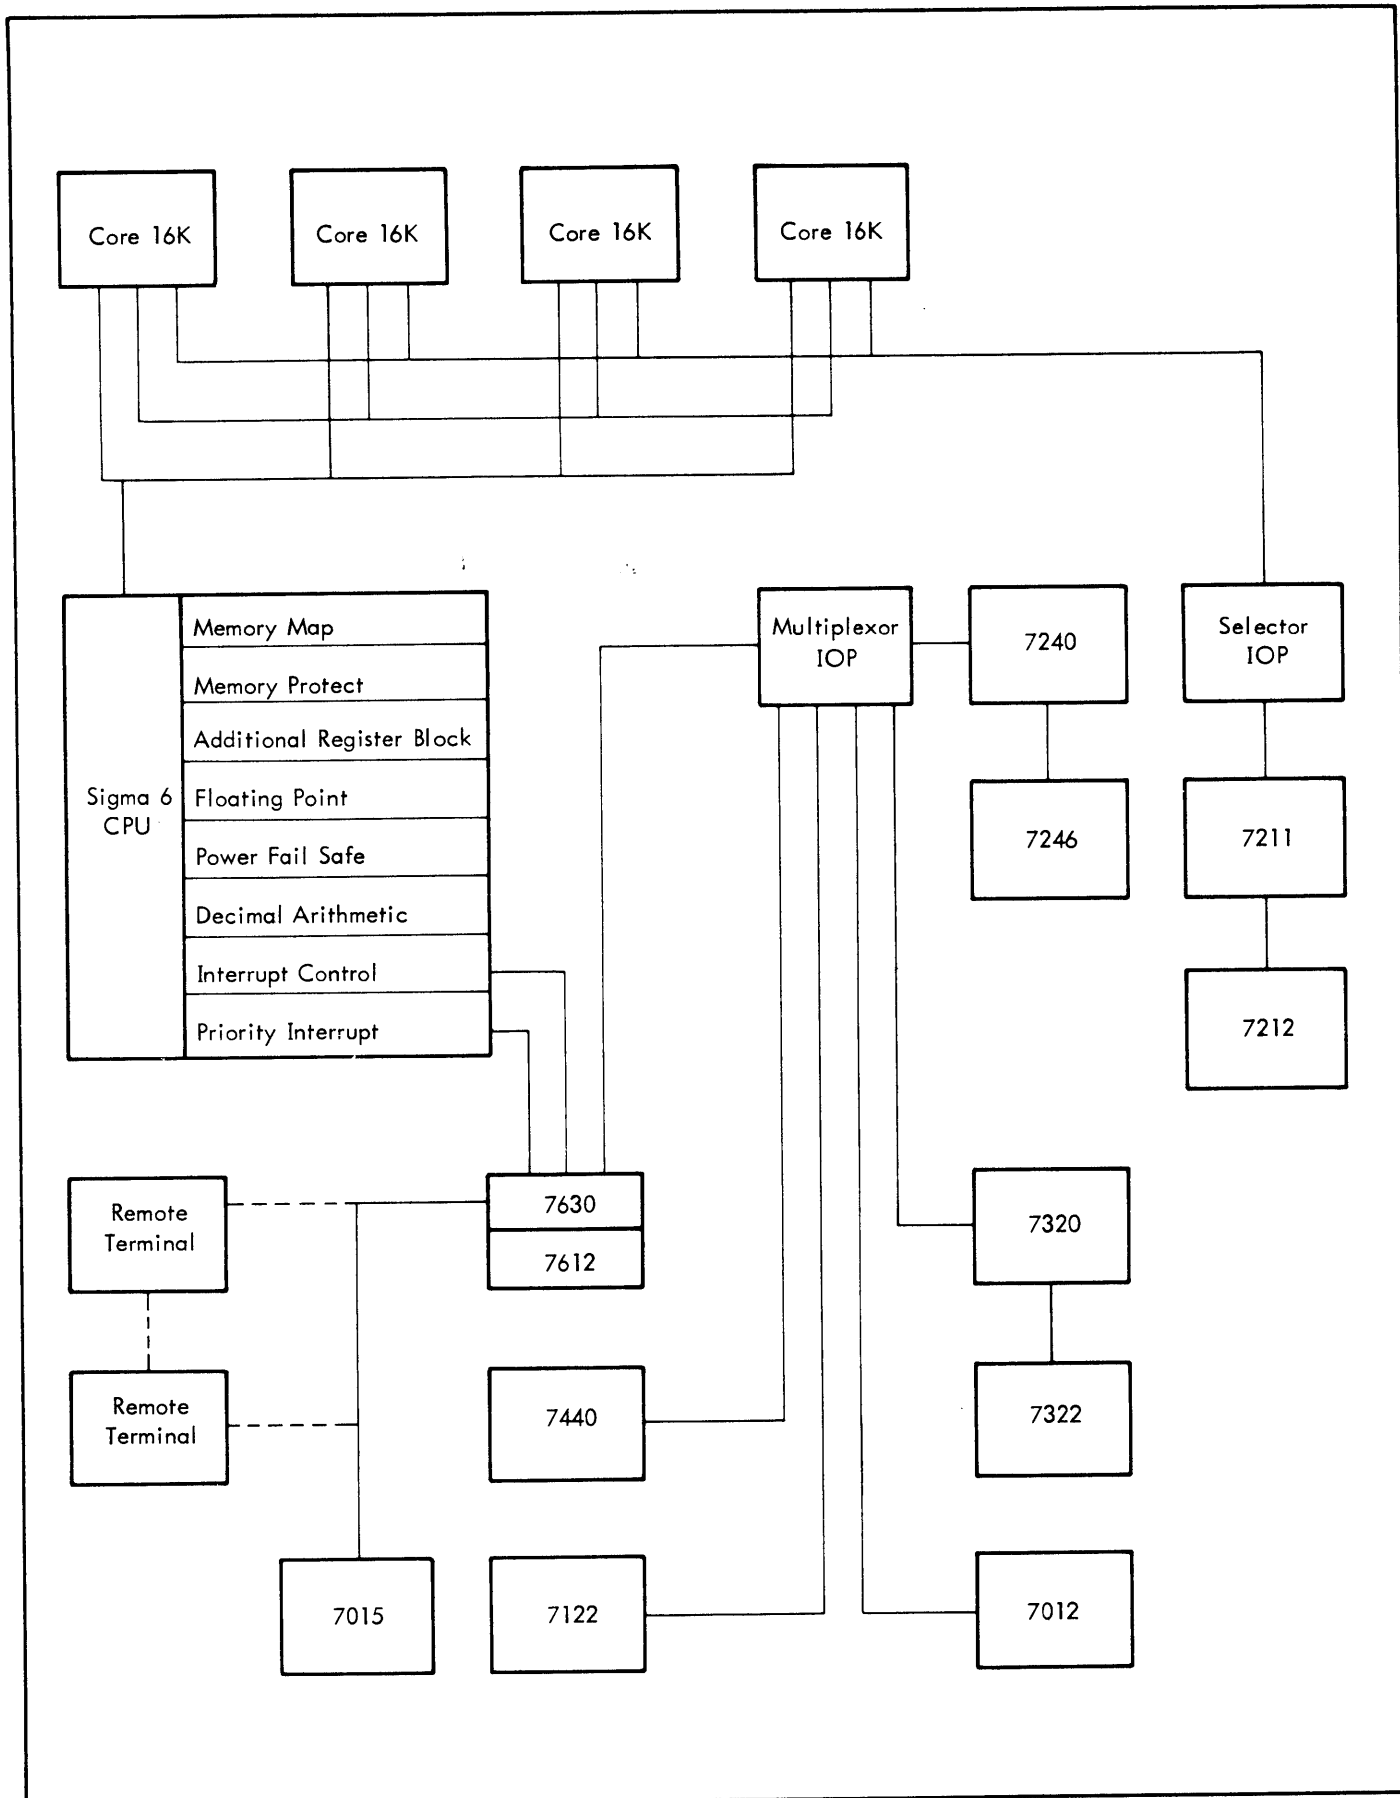 Core 16K
Core 16K
Core 16K
Core 16K
Sigma 6
CPU
Memory Map
Memory Protect
Additional Register Block
Floating Point
Power Fail Safe
Decimal Arithmetic
Interrupt Control
Priority Interrupt
Multiplexor
IOP
7240
7246
Selector
IOP
7211
7212
Remote
Terminal
Remote
Terminal
7630
7612
7320
7322
7440
7015
7122
7012